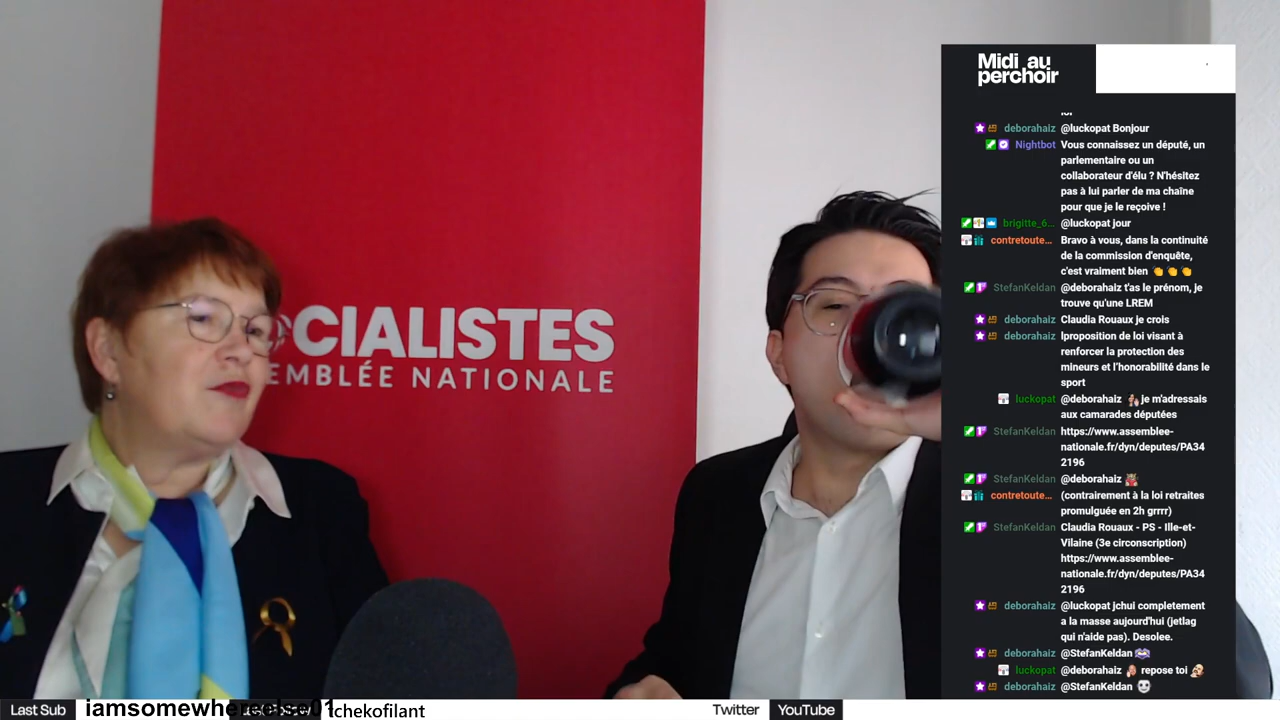 CIALISTES
EMBLÉE NATIONALE
Midi au
perchoir
loi
deborahaiz @luckopat Bonjour
Nightbot Vous connaissez un député, un
parlementaire ou un
collaborateur d'élu ? N'hésitez
pas à lui parler de ma chaîne
pour que je le reçoive !
brigitte_6... @luckopat jour
contretoute... Bravo à vous, dans la continuité
de la commission d'enquête,
c'est vraiment bien 👏 👏 👏
StefanKeldan @deborahaiz t'as le prénom, je
trouve qu'une LREM
deborahaiz Claudia Rouaux je crois
deborahaiz lproposition de loi visant à
renforcer la protection des
mineurs et l'honorabilité dans le
sport
luckopat @deborahaiz je m'adressais
aux camarades députées
StefanKeldan https://www.assemblee-
nationale.fr/dyn/deputes/PA34
2196
StefanKeldan @deborahaiz
contretoute... (contrairement à la loi retraites
promulguée en 2h grrrr)
StefanKeldan Claudia Rouaux - PS - Ille-et-
Vilaine (3e circonscription)
https://www.assemblee-
nationale.fr/dyn/deputes/PA34
2196
deborahaiz @luckopat jchui completement
a la masse aujourd'hui (jetlag
qui n'aide pas). Desolee.
deborahaiz @StefanKeldan
luckopat @deborahaiz repose toi
deborahaiz @StefanKeldan
Last Sub
Tchekofilant
Twitter YouTube